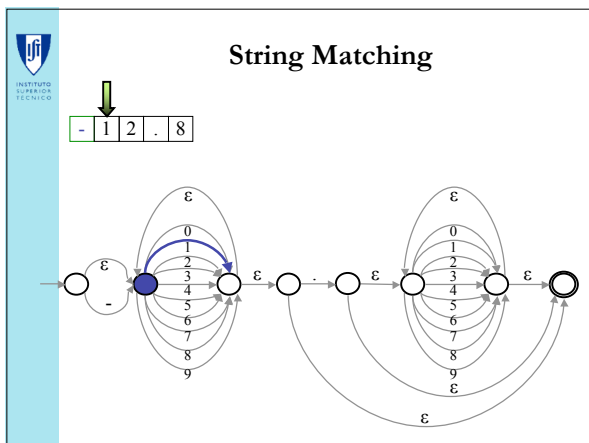 String Matching
INSTITUTO
SUPERIOR
TÉCNICO
- 1 2 . 8
ε ε
0 0
1 1
ε 2 2
3 ε . ε 3 ε
4 4
- 5 5
6 6
7 7
8 8
9 9
ε
ε